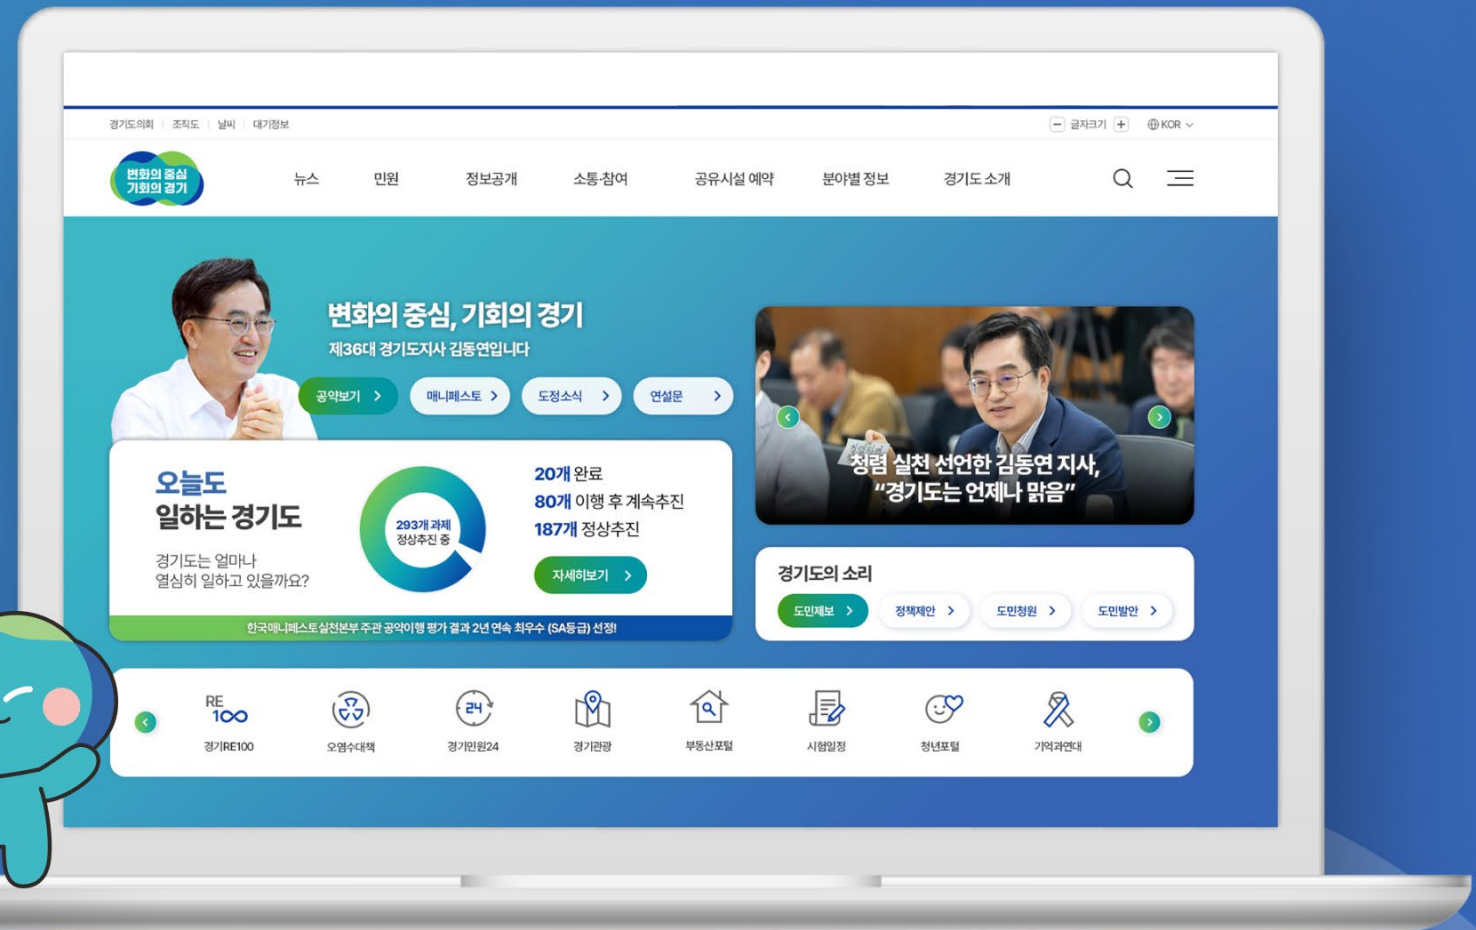 경기도의회 조직도 날씨 대기정보
글자크기 KOR
변화의 중심
기회의 경기
뉴스 민원 정보공개 소통·참여 공유시설 예약 분야별 정보 경기도 소개
변화의 중심, 기회의 경기
제36대 경기도지사 김동연입니다
공약보기 매니페스토 도정소식 연설문
오늘도
일하는 경기도
경기도는 얼마나
열심히 일하고 있을까요?
293개 과제
정상추진 중
20개 완료
80개 이행 후 계속추진
187개 정상추진
자세히보기
한국매니페스토실천본부 주관 공약이행 평가 결과 2년 연속 최우수 (SA등급) 선정!
청렴 실천 선언한 김동연 지사,
“경기도는 언제나 맑음”
경기도의 소리
도민제보 정책제안 도민청원 도민발안
RE
100
24
경기RE100 오염수대책 경기민원24 경기관광 부동산포털 시험일정 청년포털 기억과연대